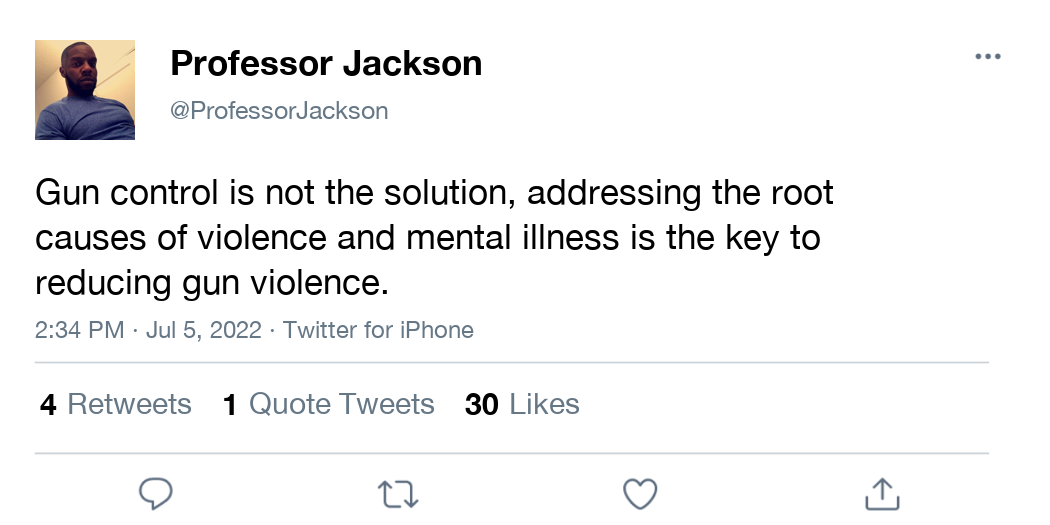 Professor Jackson
@ProfessorJackson
Gun control is not the solution, addressing the root
causes of violence and mental illness is the key to
reducing gun violence.
2:34 PM · Jul 5, 2022 · Twitter for iPhone
4 Retweets 1 Quote Tweets 30 Likes